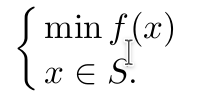 min f(x)
x ∈ S.